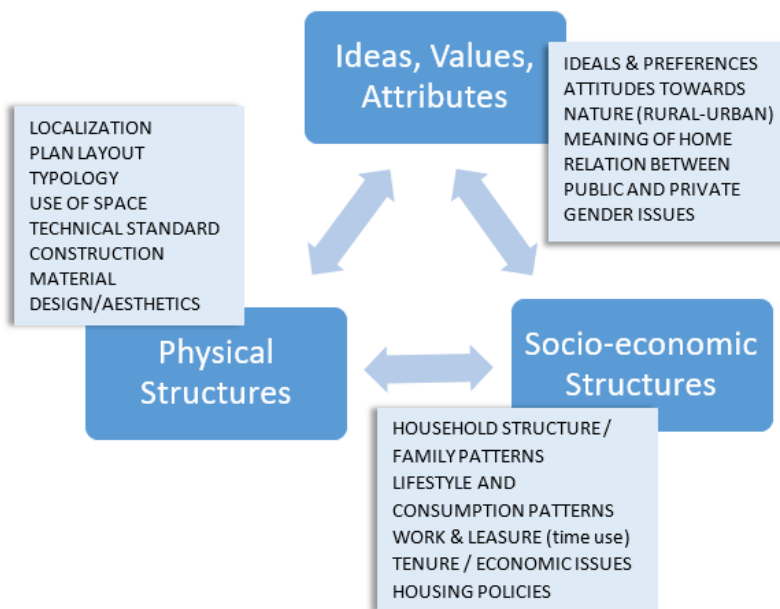 Ideas, Values,
Attributes
IDEALS & PREFERENCES
ATTITUDES TOWARDS
NATURE (RURAL-URBAN)
MEANING OF HOME
RELATION BETWEEN
PUBLIC AND PRIVATE
GENDER ISSUES
LOCALIZATION
PLAN LAYOUT
TYPOLOGY
USE OF SPACE
TECHNICAL STANDARD
CONSTRUCTION
MATERIAL
DESIGN/AESTHETICS
Physical
Structures
Socio-economic
Structures
HOUSEHOLD STRUCTURE /
FAMILY PATTERNS
LIFESTYLE AND
CONSUMPTION PATTERNS
WORK & LEASURE (time use)
TENURE / ECONOMIC ISSUES
HOUSING POLICIES